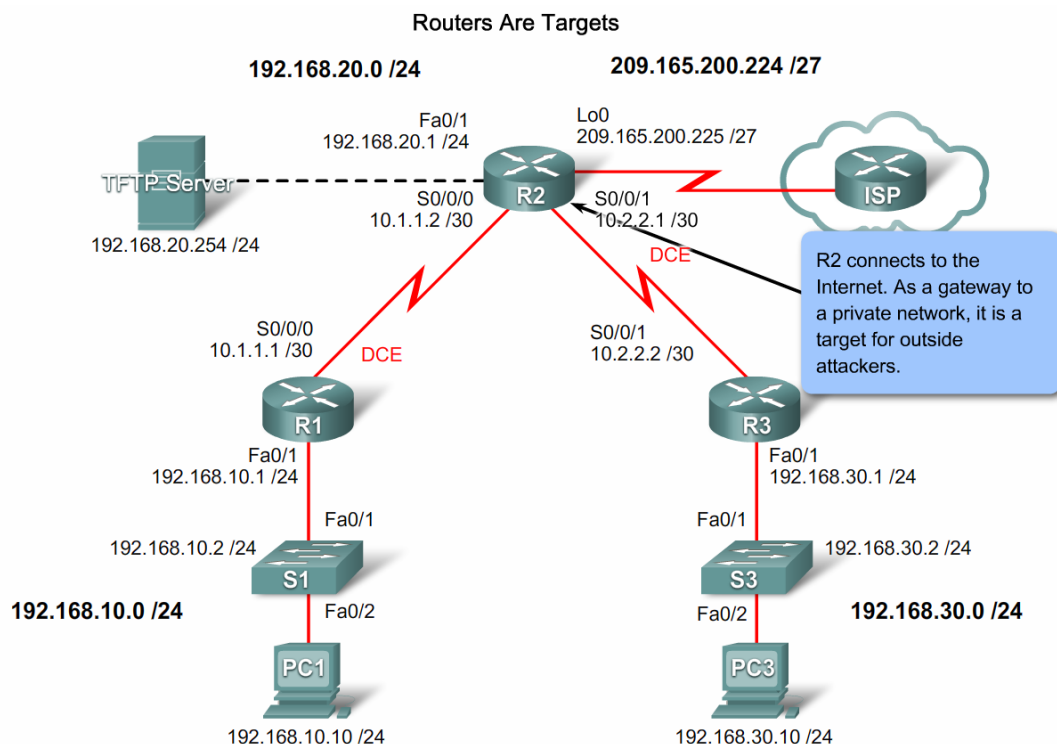 Routers Are Targets
192.168.20.0 /24
209.165.200.224 /27
Fa0/1
192.168.20.1 /24
Lo0
209.165.200.225 /27
TFTP Server
R2
ISP
S0/0/0
10.1.1.2 /30
S0/0/1
10.2.2.1 /30
192.168.20.254 /24
DCE
R2 connects to the
Internet. As a gateway to
a private network, it is a
target for outside
attackers.
S0/0/0
10.1.1.1 /30
DCE
S0/0/1
10.2.2.2 /30
R1
R3
Fa0/1
192.168.10.1 /24
Fa0/1
192.168.30.1 /24
Fa0/1
Fa0/1
192.168.10.2 /24
192.168.30.2 /24
S1
S3
192.168.10.0 /24
Fa0/2
Fa0/2
192.168.30.0 /24
PC1
PC3
192.168.10.10 /24
192.168.30.10 /24